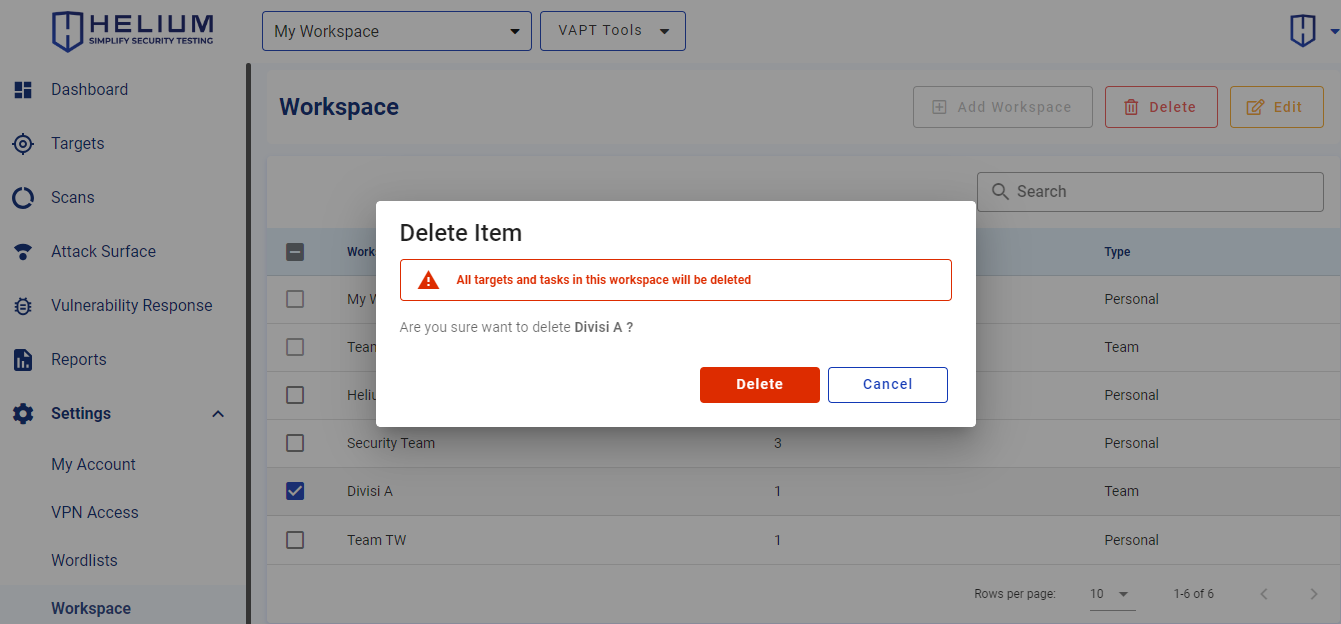 HELIUM
SIMPLIFY SECURITY TESTING
My Workspace
VAPT Tools
Dashboard
Targets
Scans
Attack Surface
Vulnerability Response
Reports
Settings
My Account
VPN Access
Wordlists
Workspace
Workspace
Add Workspace
Delete
Edit
Search
Type
My
Personal
Team
Team
Personal
Security Team 3 Personal
Divisi A 1 Team
Team TW 1 Personal
Rows per page: 10 1-6 of 6
Delete Item
All targets and tasks in this workspace will be deleted
Are you sure want to delete Divisi A ?
Delete Cancel